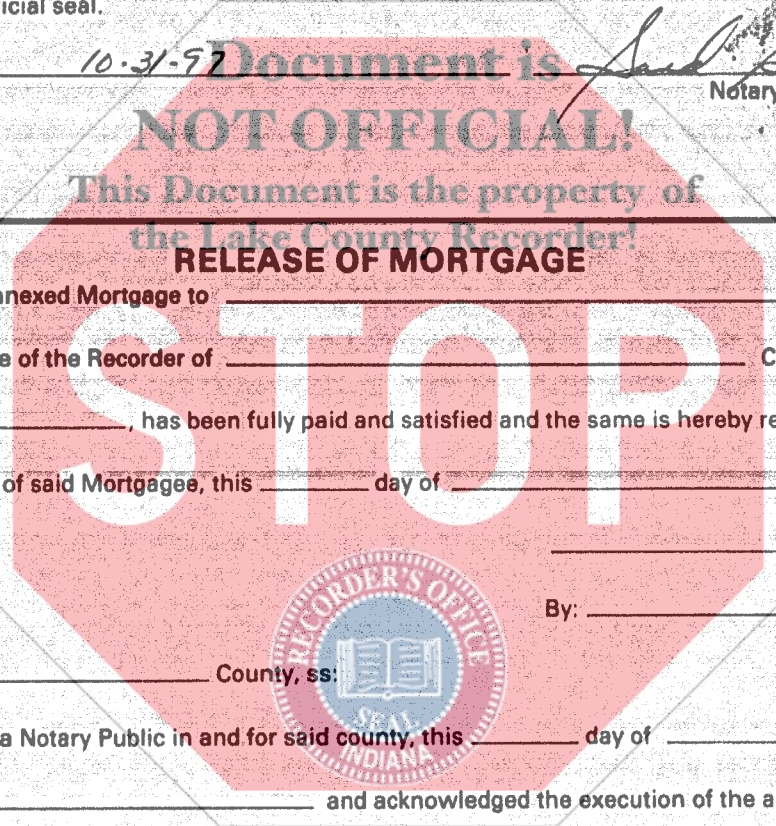 icial seal.
10-31-97
Document is
Notary
NOT OFFICIAL!
This Document is the property of
the Lake County Recorder!
RELEASE OF MORTGAGE
nnexed Mortgage to
e of the Recorder of C
, has been fully paid and satisfied and the same is hereby re
of said Mortgagee, this day of
STOP
By:
RECORDER'S OFFICE
County, ss:
SEAL
INDIANA
a Notary Public in and for said county, this day of
and acknowledged the execution of the a